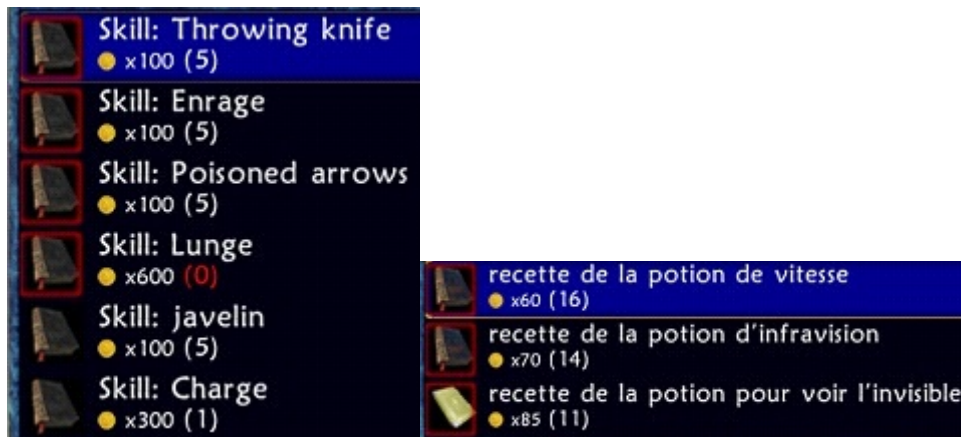 Skill: Throwing knife
x100 (5)
Skill: Enrage
x100 (5)
Skill: Poisoned arrows
x100 (5)
Skill: Lunge
x600 (0)
Skill: javelin
x100 (5)
Skill: Charge
x300 (1)
recette de la potion de vitesse
x60 (16)
recette de la potion d'infravision
x70 (14)
recette de la potion pour voir l'invisible
x85 (11)